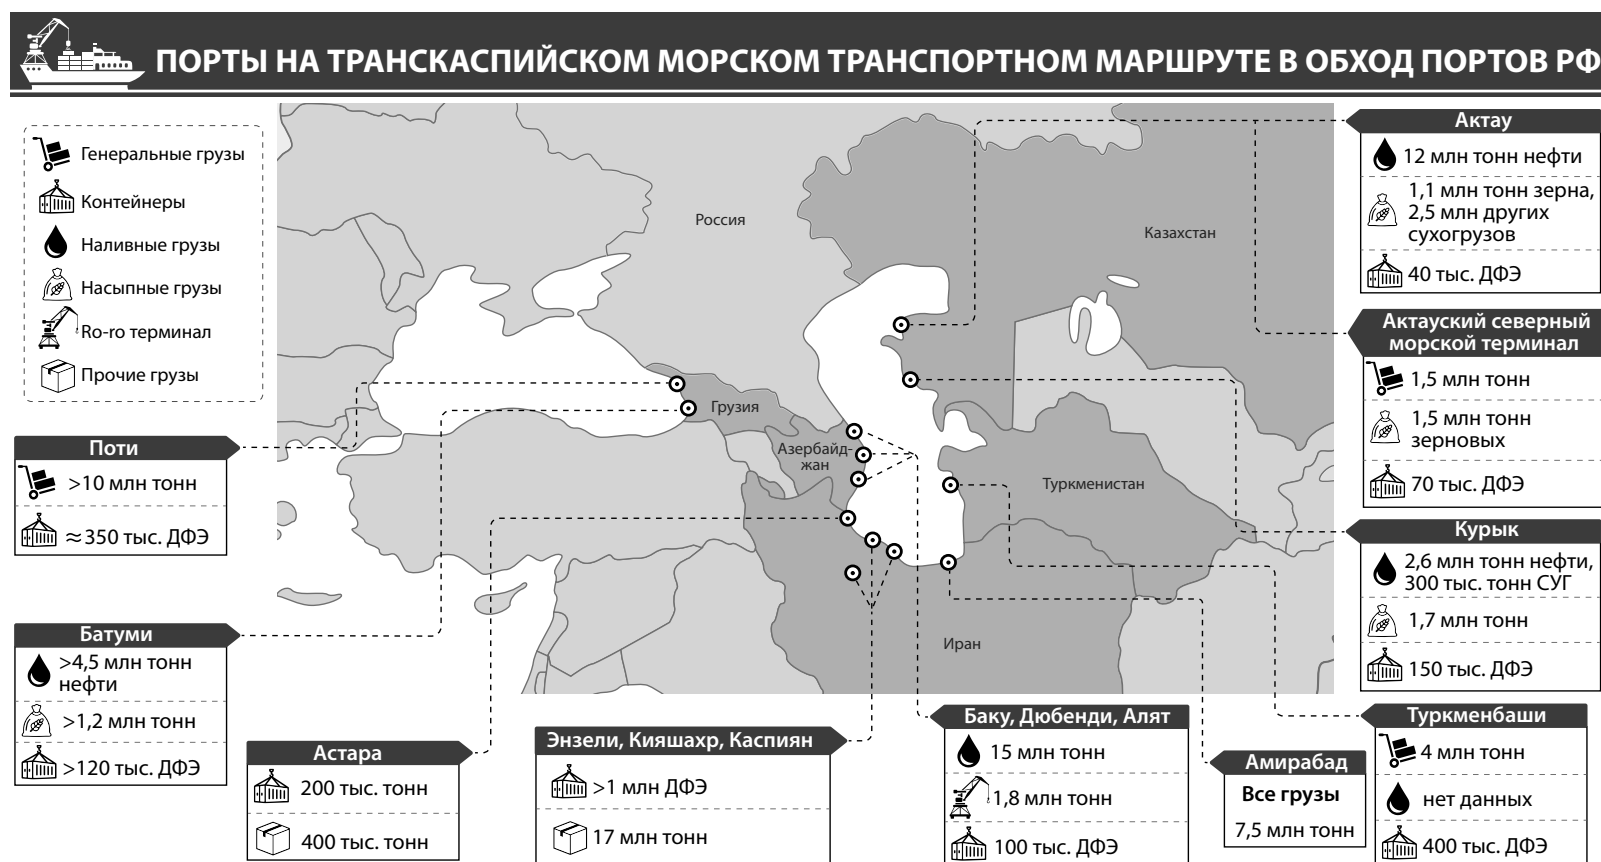 ПОРТЫ НА ТРАНСКАСПИЙСКОМ МОРСКОМ ТРАНСПОРТНОМ МАРШРУТЕ В ОБХОД ПОРТОВ РФ
Генеральные грузы
Контейнеры
Наливные грузы
Насыпные грузы
Ro-ro терминал
Прочие грузы
Россия
Казахстан
Грузия
Азербайд-
жан
Туркменистан
Иран
Поти
>10 млн тонн
≈350 тыс. ДФЭ
Батуми
>4,5 млн тонн
нефти
>1,2 млн тонн
>120 тыс. ДФЭ
Астара
200 тыс. тонн
400 тыс. тонн
Энзели, Кияшахр, Каспиян
>1 млн ДФЭ
17 млн тонн
Баку, Дюбенди, Алят
15 млн тонн
1,8 млн тонн
100 тыс. ДФЭ
Амирабад
Все грузы
7,5 млн тонн
Актау
12 млн тонн нефти
1,1 млн тонн зерна,
2,5 млн других
сухогрузов
40 тыс. ДФЭ
Актауский северный
морской терминал
1,5 млн тонн
1,5 млн тонн
зерновых
70 тыс. ДФЭ
Курык
2,6 млн тонн нефти,
300 тыс. тонн СУГ
1,7 млн тонн
150 тыс. ДФЭ
Туркменбаши
4 млн тонн
нет данных
400 тыс. ДФЭ